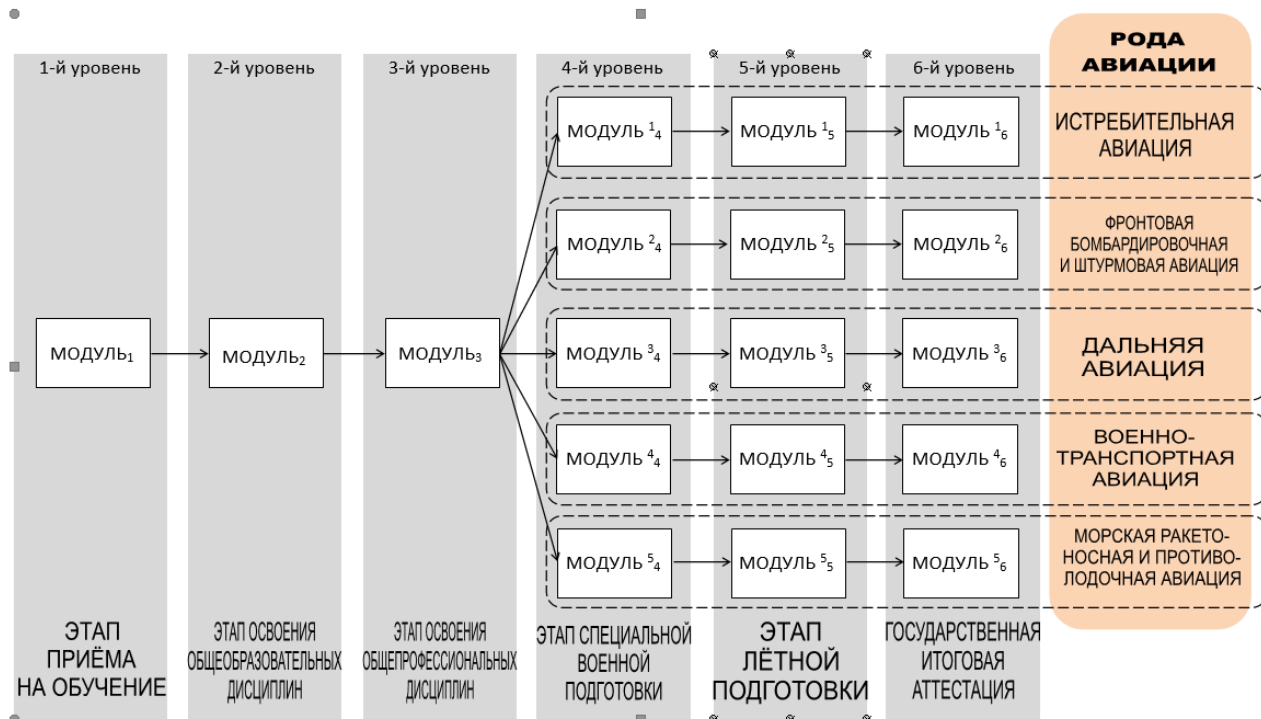 1-й уровень
2-й уровень
3-й уровень
4-й уровень
5-й уровень
6-й уровень
РОДА
АВИАЦИИ
МОДУЛЬ ¹₄
МОДУЛЬ ¹₅
МОДУЛЬ ¹₆
ИСТРЕБИТЕЛЬНАЯ
АВИАЦИЯ
МОДУЛЬ ²₄
МОДУЛЬ ²₅
МОДУЛЬ ²₆
ФРОНТОВАЯ
БОМБАРДИРОВОЧНАЯ
И ШТУРМОВАЯ АВИАЦИЯ
МОДУЛЬ₁
МОДУЛЬ₂
МОДУЛЬ₃
МОДУЛЬ ³₄
МОДУЛЬ ³₅
МОДУЛЬ ³₆
ДАЛЬНЯЯ
АВИАЦИЯ
МОДУЛЬ ⁴₄
МОДУЛЬ ⁴₅
МОДУЛЬ ⁴₆
ВОЕННО-
ТРАНСПОРТНАЯ
АВИАЦИЯ
МОДУЛЬ ⁵₄
МОДУЛЬ ⁵₅
МОДУЛЬ ⁵₆
МОРСКАЯ РАКЕТО-
НОСНАЯ И ПРОТИВО-
ЛОДОЧНАЯ АВИАЦИЯ
ЭТАП
ПРИЁМА
НА ОБУЧЕНИЕ
ЭТАП ОСВОЕНИЯ
ОБЩЕОБРАЗОВАТЕЛЬНЫХ
ДИСЦИПЛИН
ЭТАП ОСВОЕНИЯ
ОБЩЕПРОФЕССИОНАЛЬНЫХ
ДИСЦИПЛИН
ЭТАП СПЕЦИАЛЬНОЙ
ВОЕННОЙ
ПОДГОТОВКИ
ЭТАП
ЛЁТНОЙ
ПОДГОТОВКИ
ГОСУДАРСТВЕННАЯ
ИТОГОВАЯ
АТТЕСТАЦИЯ